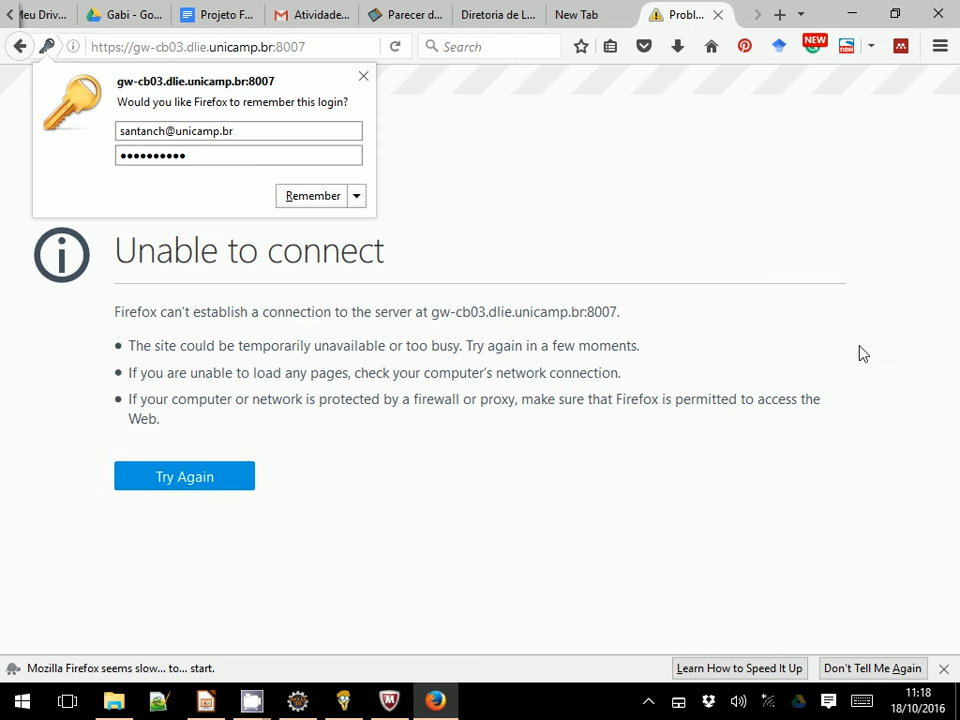 Meu Driv...
Gabi - Go...
Projeto F...
Atividade...
Parecer d...
Diretoria de L...
New Tab
Probl...
https://gw-cb03.dlie.unicamp.br:8007
Search
NEW
new
gw-cb03.dlie.unicamp.br:8007
Would you like Firefox to remember this login?
santanch@unicamp.br
••••••••••
Remember
Unable to connect
Firefox can't establish a connection to the server at gw-cb03.dlie.unicamp.br:8007.
• The site could be temporarily unavailable or too busy. Try again in a few moments.
• If you are unable to load any pages, check your computer's network connection.
• If your computer or network is protected by a firewall or proxy, make sure that Firefox is permitted to access the
Web.
Try Again
Mozilla Firefox seems slow... to... start.
Learn How to Speed It Up
Don't Tell Me Again
11:18
18/10/2016